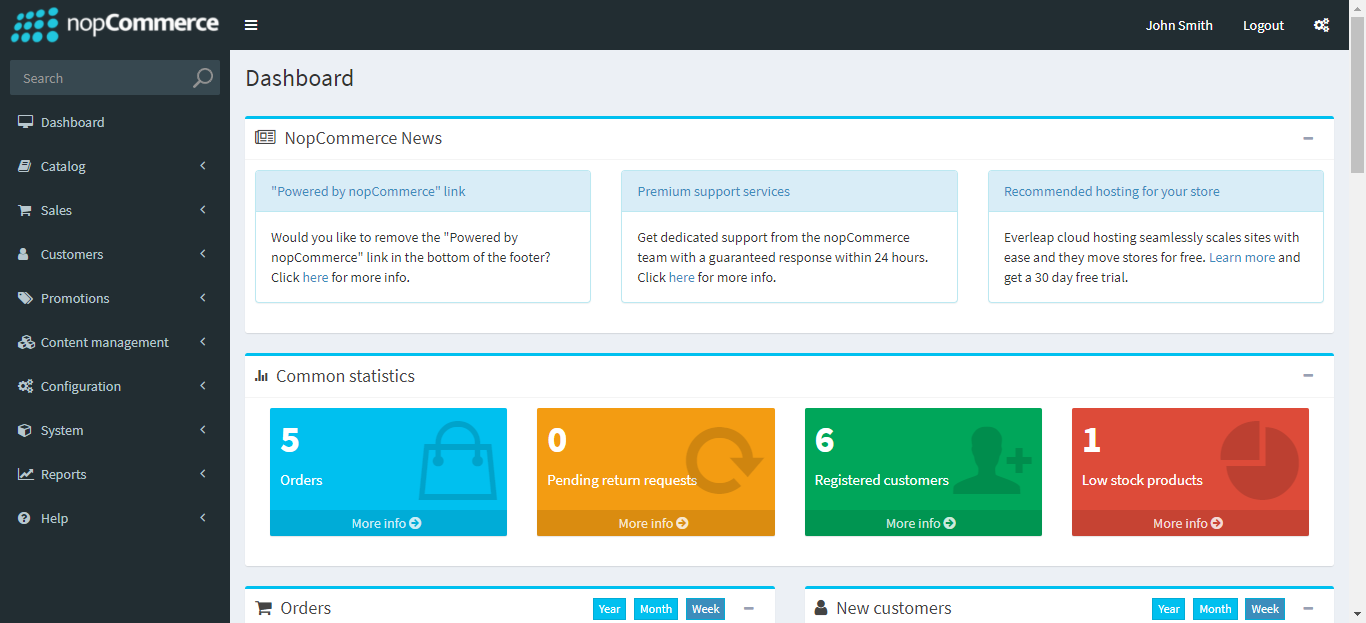 nopCommerce
John Smith
Logout
Search
Dashboard
Catalog
Sales
Customers
Promotions
Content management
Configuration
System
Reports
Help
Dashboard
NopCommerce News
"Powered by nopCommerce" link
Would you like to remove the "Powered by
nopCommerce" link in the bottom of the footer?
Click here for more info.
Premium support services
Get dedicated support from the nopCommerce
team with a guaranteed response within 24 hours.
Click here for more info.
Recommended hosting for your store
Everleap cloud hosting seamlessly scales sites with
ease and they move stores for free. Learn more and
get a 30 day free trial.
Common statistics
5
Orders
More info
0
Pending return requests
More info
6
Registered customers
More info
1
Low stock products
More info
Orders
Year
Month
Week
New customers
Year
Month
Week